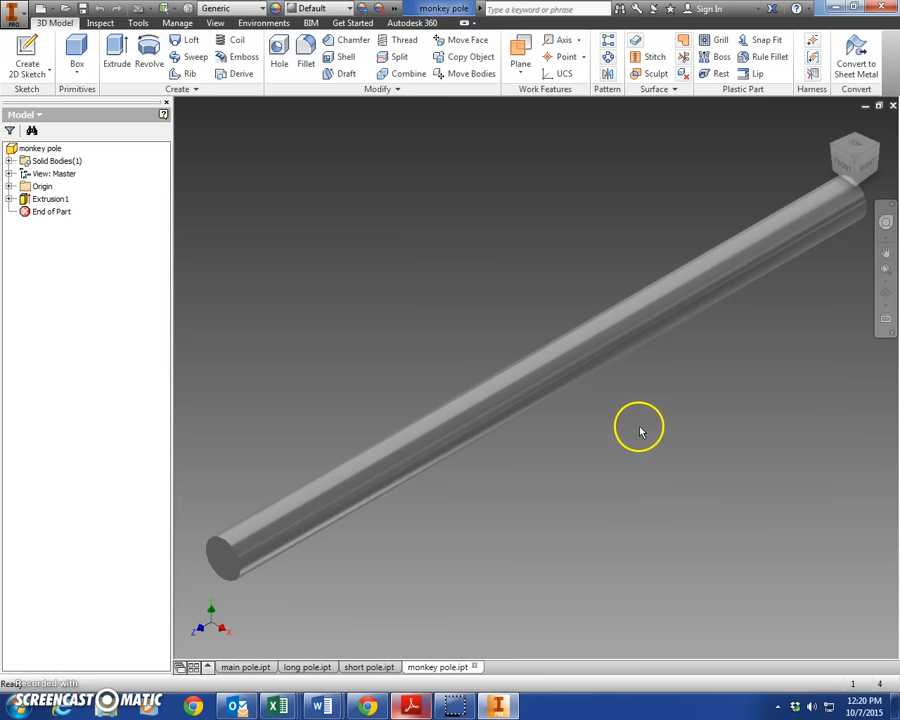 PRO
Generic
Default
monkey pole
Type a keyword or phrase
Sign In
3D Model
Inspect
Tools
Manage
View
Environments
BIM
Get Started
Autodesk 360
Create
2D Sketch
Box
Extrude
Revolve
Loft
Coil
Sweep
Emboss
Rib
Derive
Hole
Fillet
Chamfer
Thread
Move Face
Shell
Split
Copy Object
Draft
Combine
Move Bodies
Plane
Axis
Point
UCS
Stitch
Sculpt
Grill
Snap Fit
Boss
Rule Fillet
Rest
Lip
Convert to
Sheet Metal
Sketch
Primitives
Create
Modify
Work Features
Pattern
Surface
Plastic Part
Harness
Convert
Model
monkey pole
Solid Bodies(1)
View: Master
Origin
Extrusion1
End of Part
TOP
FRONT
RIGHT
Y
Z
X
main pole.ipt
long pole.ipt
short pole.ipt
monkey pole.ipt
Ready
1
4
Recorded with
SCREENCAST MATIC
12:20 PM
10/7/2015